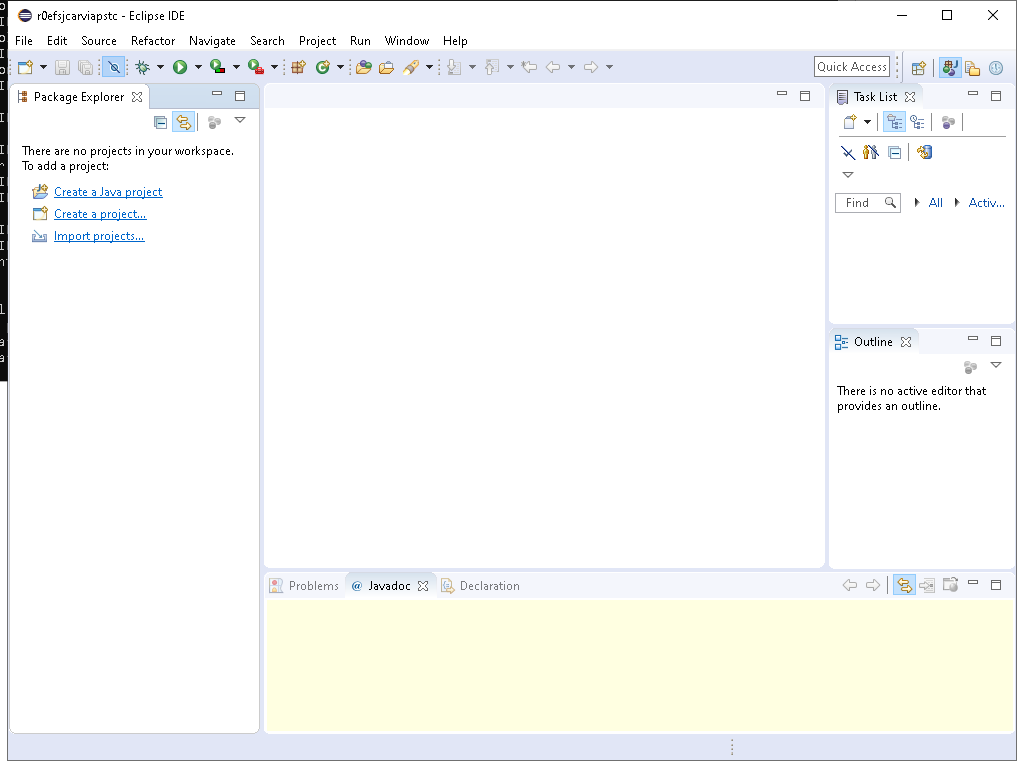 r0efsjcarviapstc - Eclipse IDE
File Edit Source Refactor Navigate Search Project Run Window Help
Quick Access
Package Explorer
There are no projects in your workspace.
To add a project:
Create a Java project
Create a project...
Import projects...
Task List
Find All Activ...
Outline
There is no active editor that
provides an outline.
Problems @ Javadoc Declaration